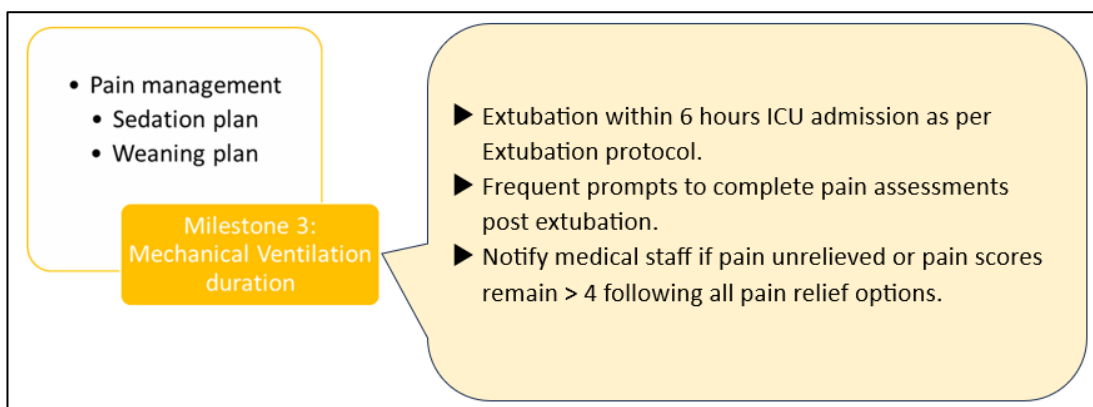 • Pain management
• Sedation plan
• Weaning plan
Milestone 3:
Mechanical Ventilation
duration
▶ Extubation within 6 hours ICU admission as per
Extubation protocol.
▶ Frequent prompts to complete pain assessments
post extubation.
▶ Notify medical staff if pain unrelieved or pain scores
remain > 4 following all pain relief options.